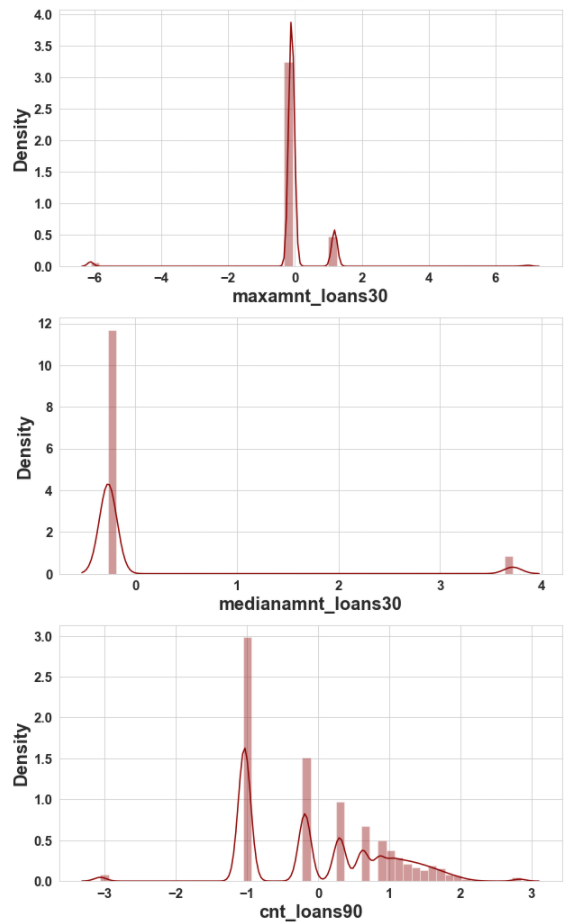 4.0
3.5
3.0
2.5
2.0
1.5
1.0
0.5
0.0
Density
−6 −4 −2 0 2 4 6
maxamnt_loans30
12
10
8
6
4
2
0
Density
0 1 2 3 4
medianamnt_loans30
3.0
2.5
2.0
1.5
1.0
0.5
0.0
Density
−3 −2 −1 0 1 2 3
cnt_loans90